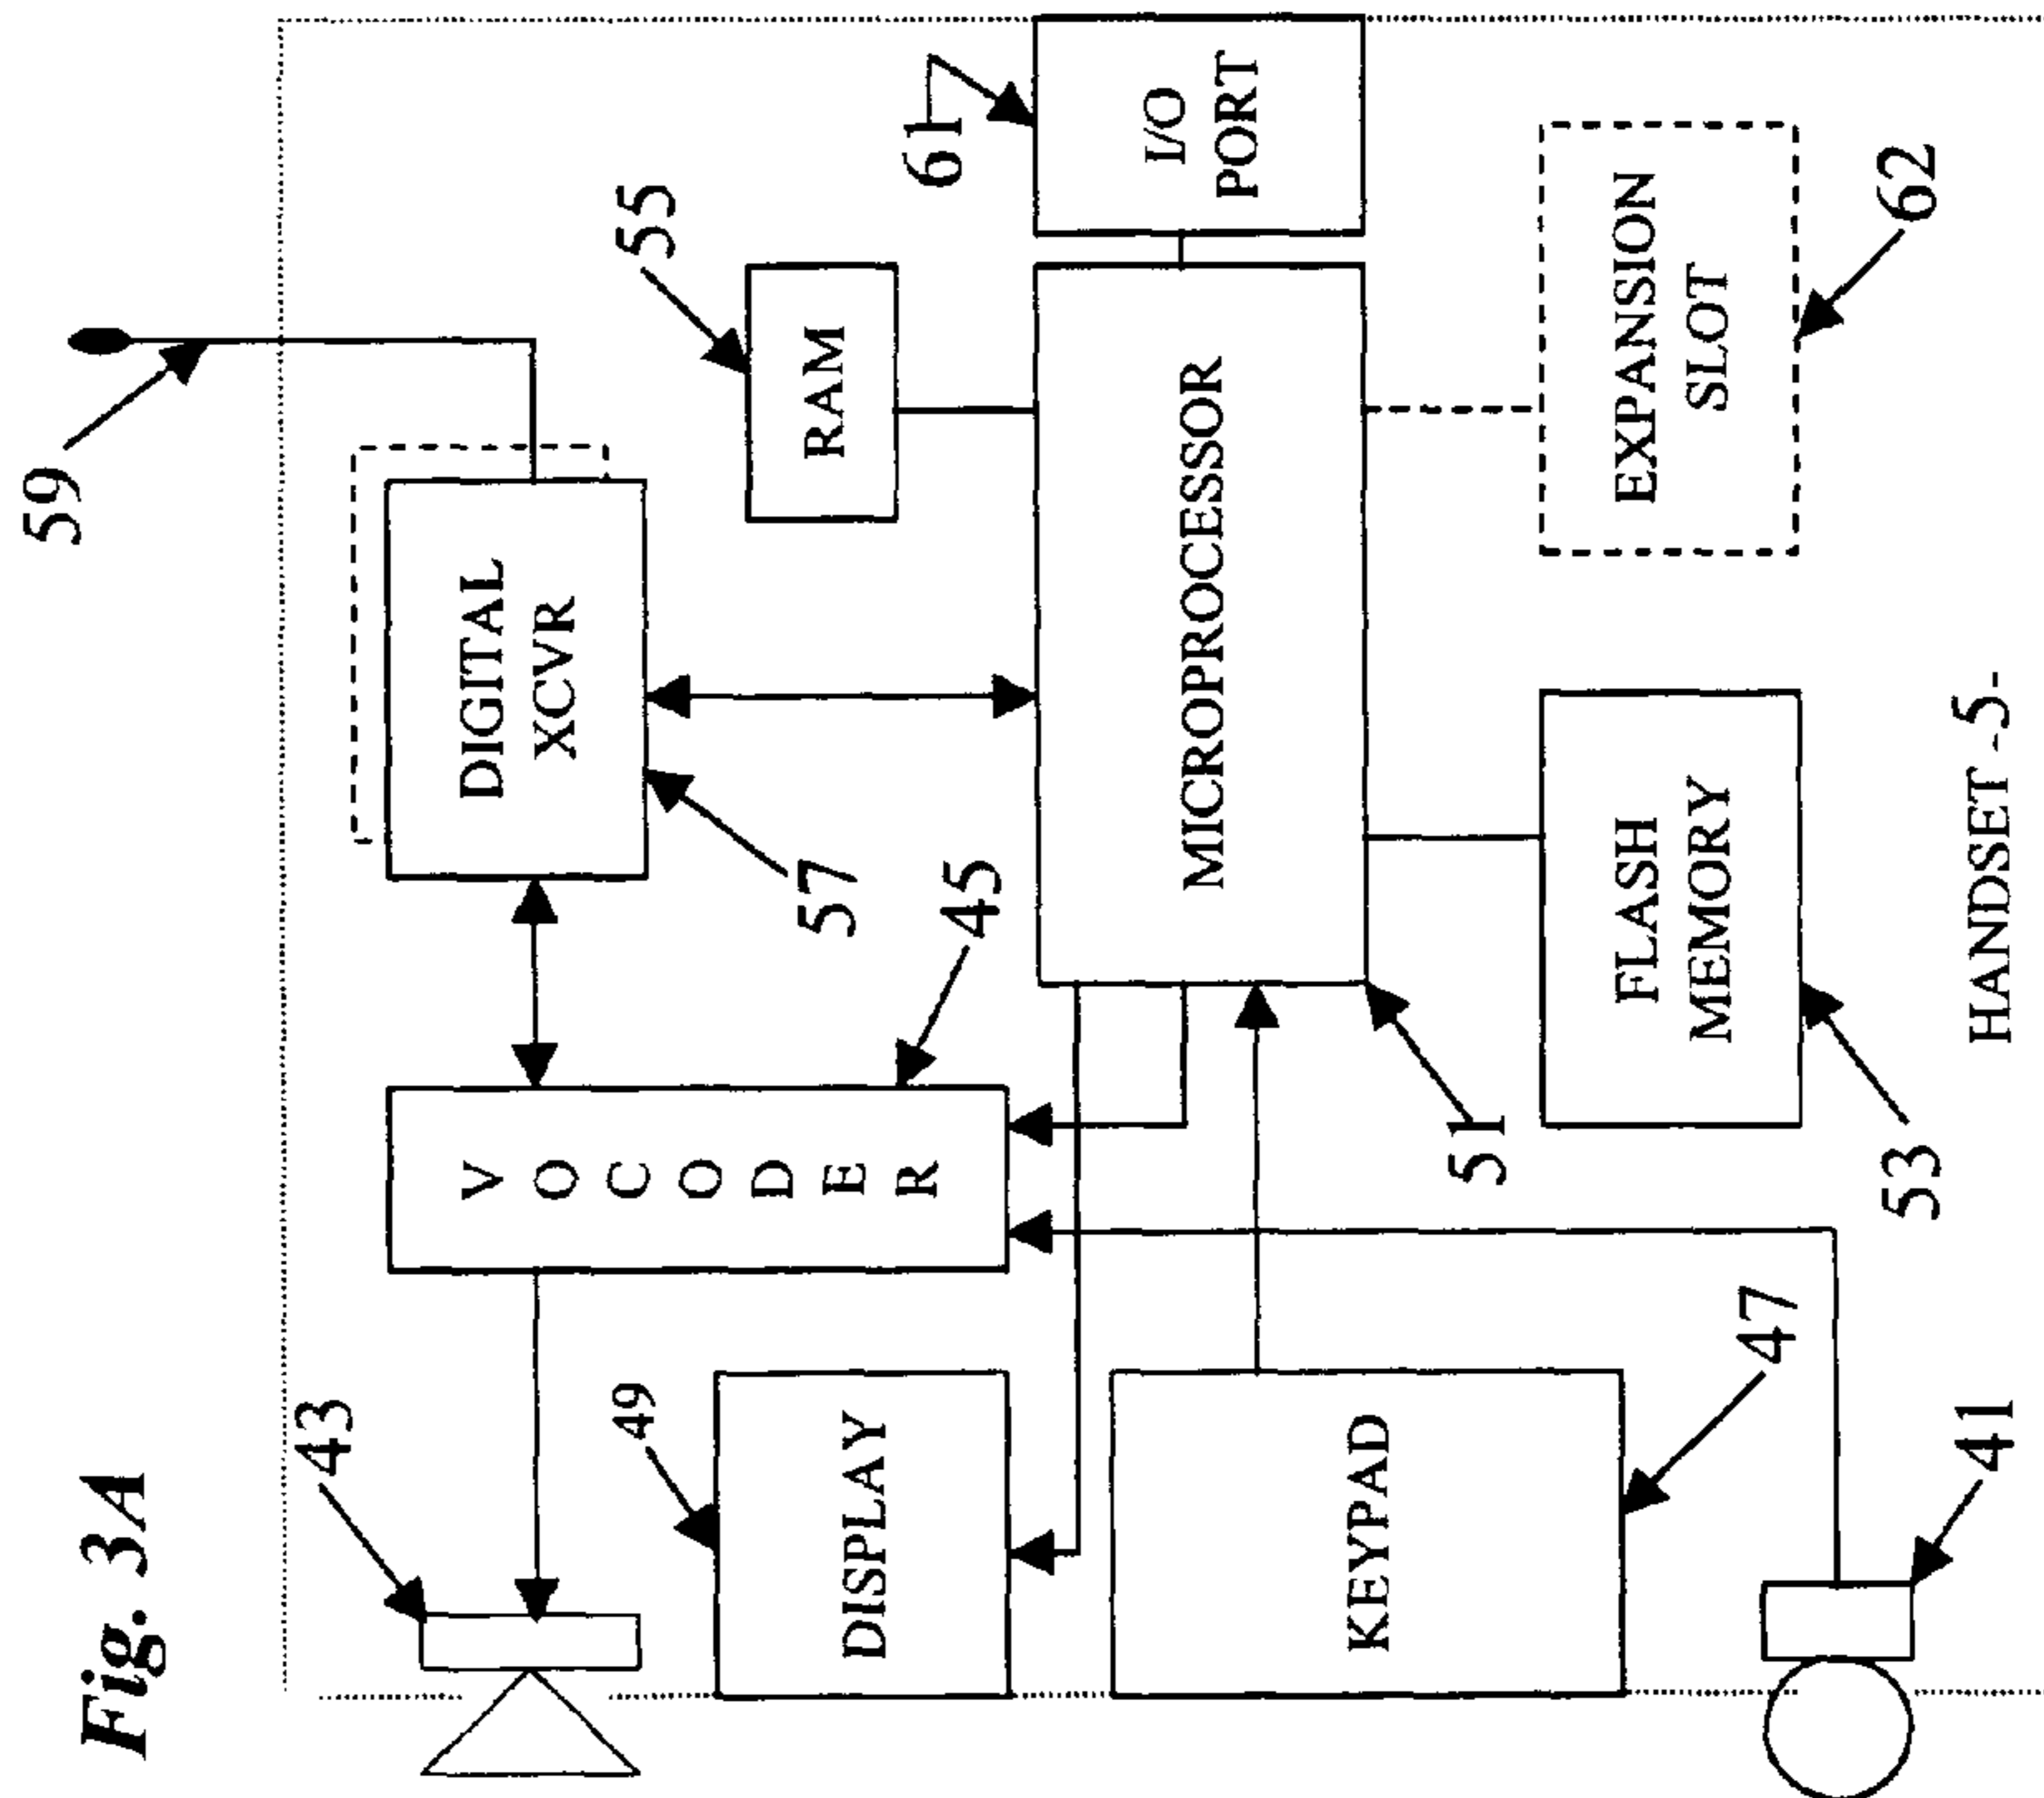 Fig. 3A
59
43
DIGITAL
XCVR
55
61
V
O
C
O
D
E
R
49
57
RAM
I/O
PORT
45
DISPLAY
MICROPROCESSOR
KEYPAD
51
EXPANSION
SLOT
FLASH
MEMORY
62
47
53
41
HANDSET -5-